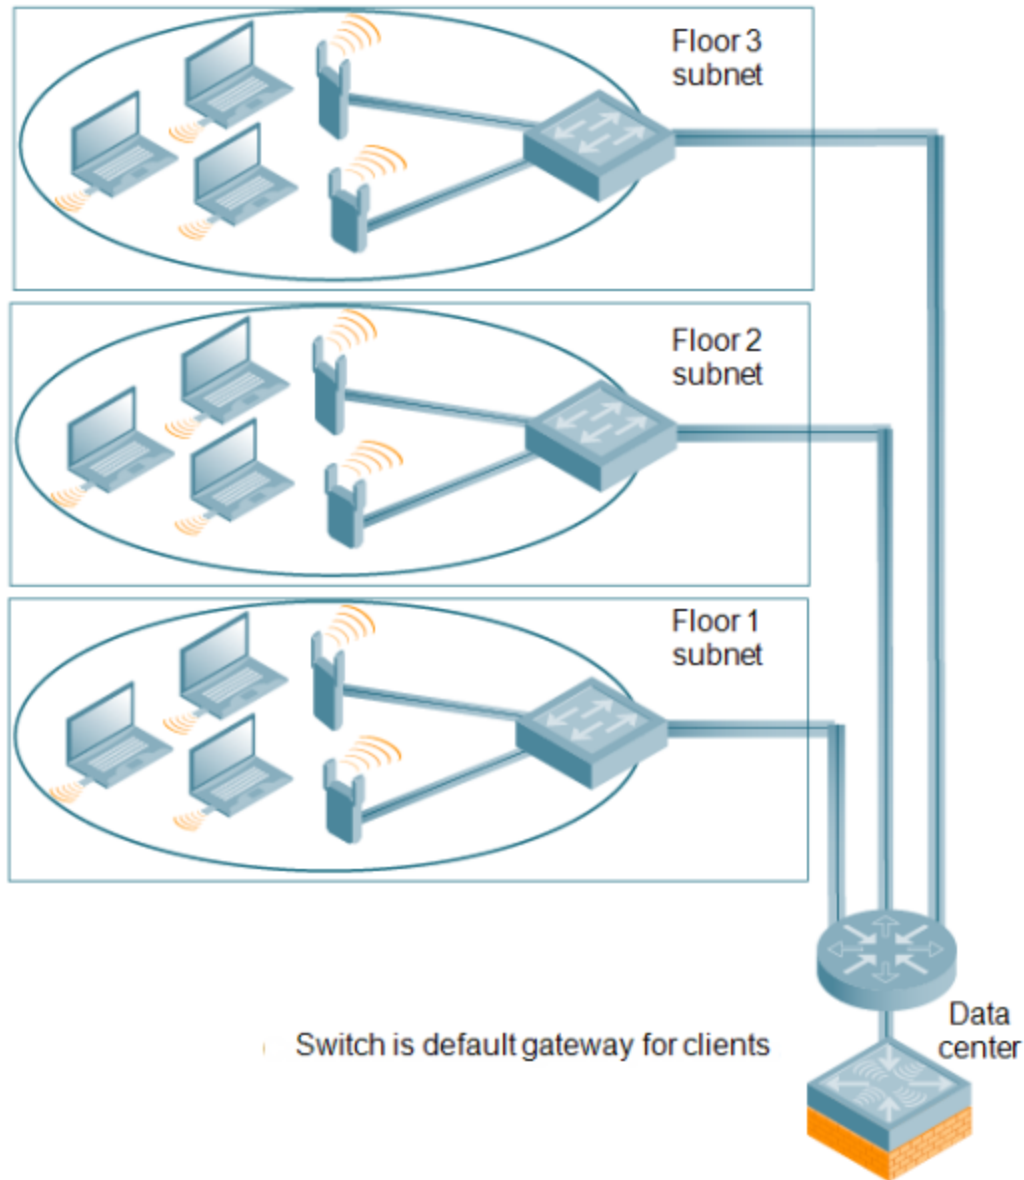 Floor 3
subnet
Floor 2
subnet
Floor 1
subnet
Data
center
Switch is default gateway for clients